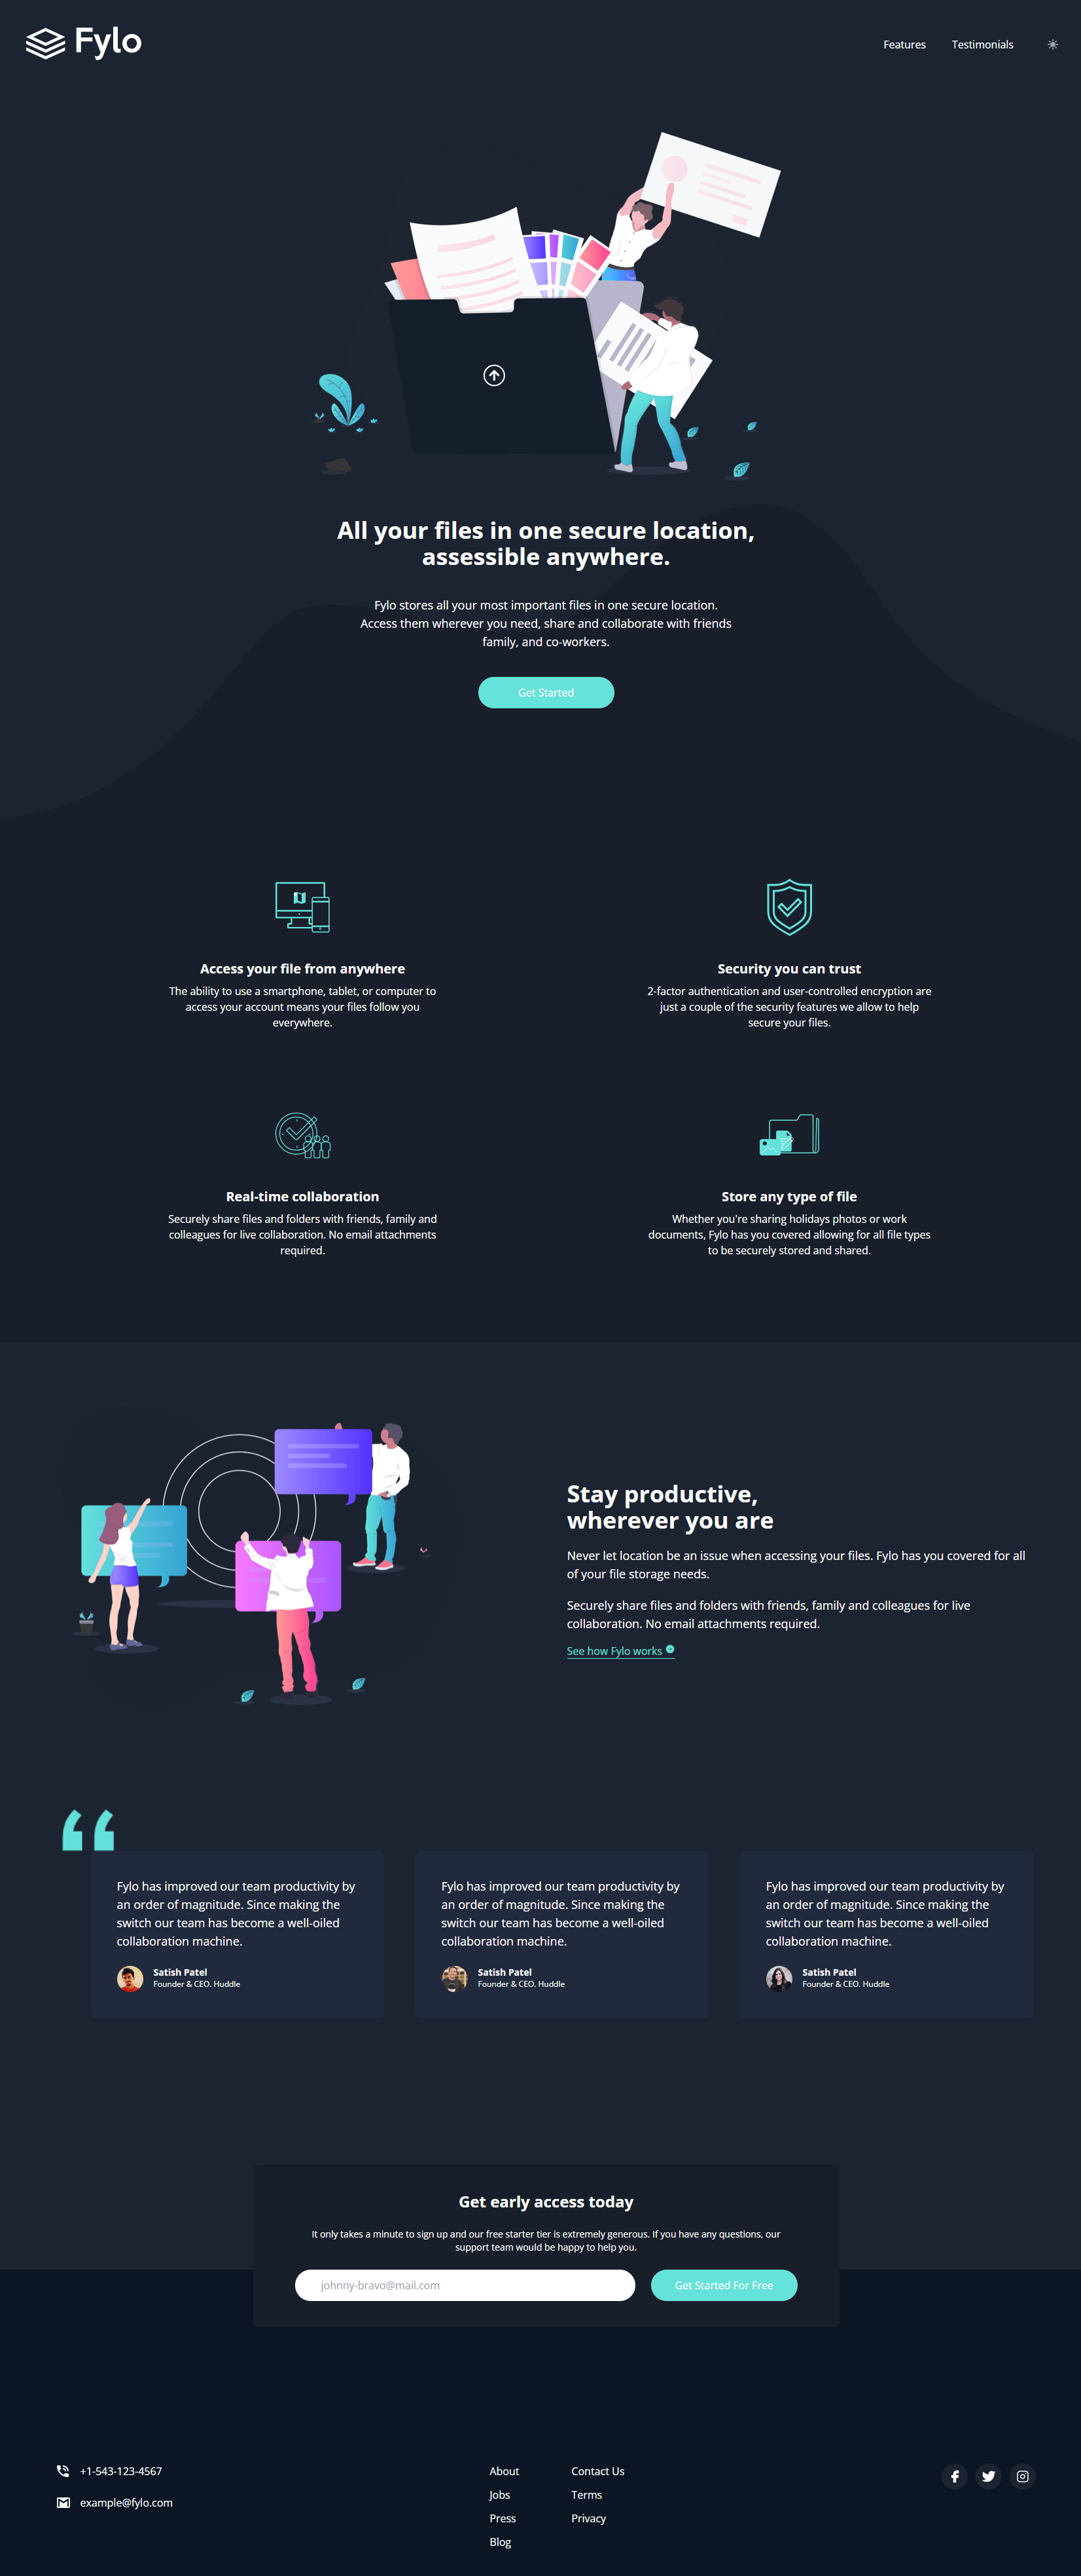 Fylo
Features
Testimonials
All your files in one secure location,
assessible anywhere.
Fylo stores all your most important files in one secure location.
Access them wherever you need, share and collaborate with friends
family, and co-workers.
Get Started
Access your file from anywhere
The ability to use a smartphone, tablet, or computer to
access your account means your files follow you
everywhere.
Security you can trust
2-factor authentication and user-controlled encryption are
just a couple of the security features we allow to help
secure your files.
Real-time collaboration
Securely share files and folders with friends, family and
colleagues for live collaboration. No email attachments
required.
Store any type of file
Whether you're sharing holidays photos or work
documents, Fylo has you covered allowing for all file types
to be securely stored and shared.
Stay productive,
wherever you are
Never let location be an issue when accessing your files. Fylo has you covered for all
of your file storage needs.
Securely share files and folders with friends, family and colleagues for live
collaboration. No email attachments required.
See how Fylo works
“
Fylo has improved our team productivity by
an order of magnitude. Since making the
switch our team has become a well-oiled
collaboration machine.
Satish Patel
Founder & CEO. Huddle
Fylo has improved our team productivity by
an order of magnitude. Since making the
switch our team has become a well-oiled
collaboration machine.
Satish Patel
Founder & CEO. Huddle
Fylo has improved our team productivity by
an order of magnitude. Since making the
switch our team has become a well-oiled
collaboration machine.
Satish Patel
Founder & CEO. Huddle
Get early access today
It only takes a minute to sign up and our free starter tier is extremely generous. If you have any questions, our
support team would be happy to help you.
johnny-bravo@mail.com
Get Started For Free
+1-543-123-4567
example@fylo.com
About
Jobs
Press
Blog
Contact Us
Terms
Privacy